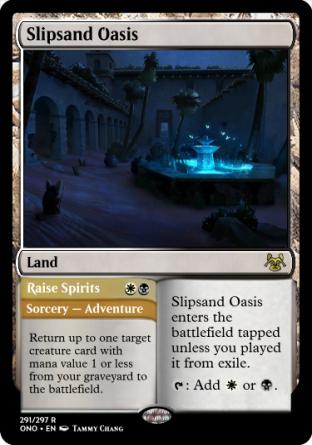 Slipsand Oasis
Land
Raise Spirits
Sorcery — Adventure
Return up to one target
creature card with
mana value 1 or less
from your graveyard to
the battlefield.
Slipsand Oasis
enters the
battlefield tapped
unless you played
it from exile.
: Add or .
291/297 R
ONO • EN Tammy Chang